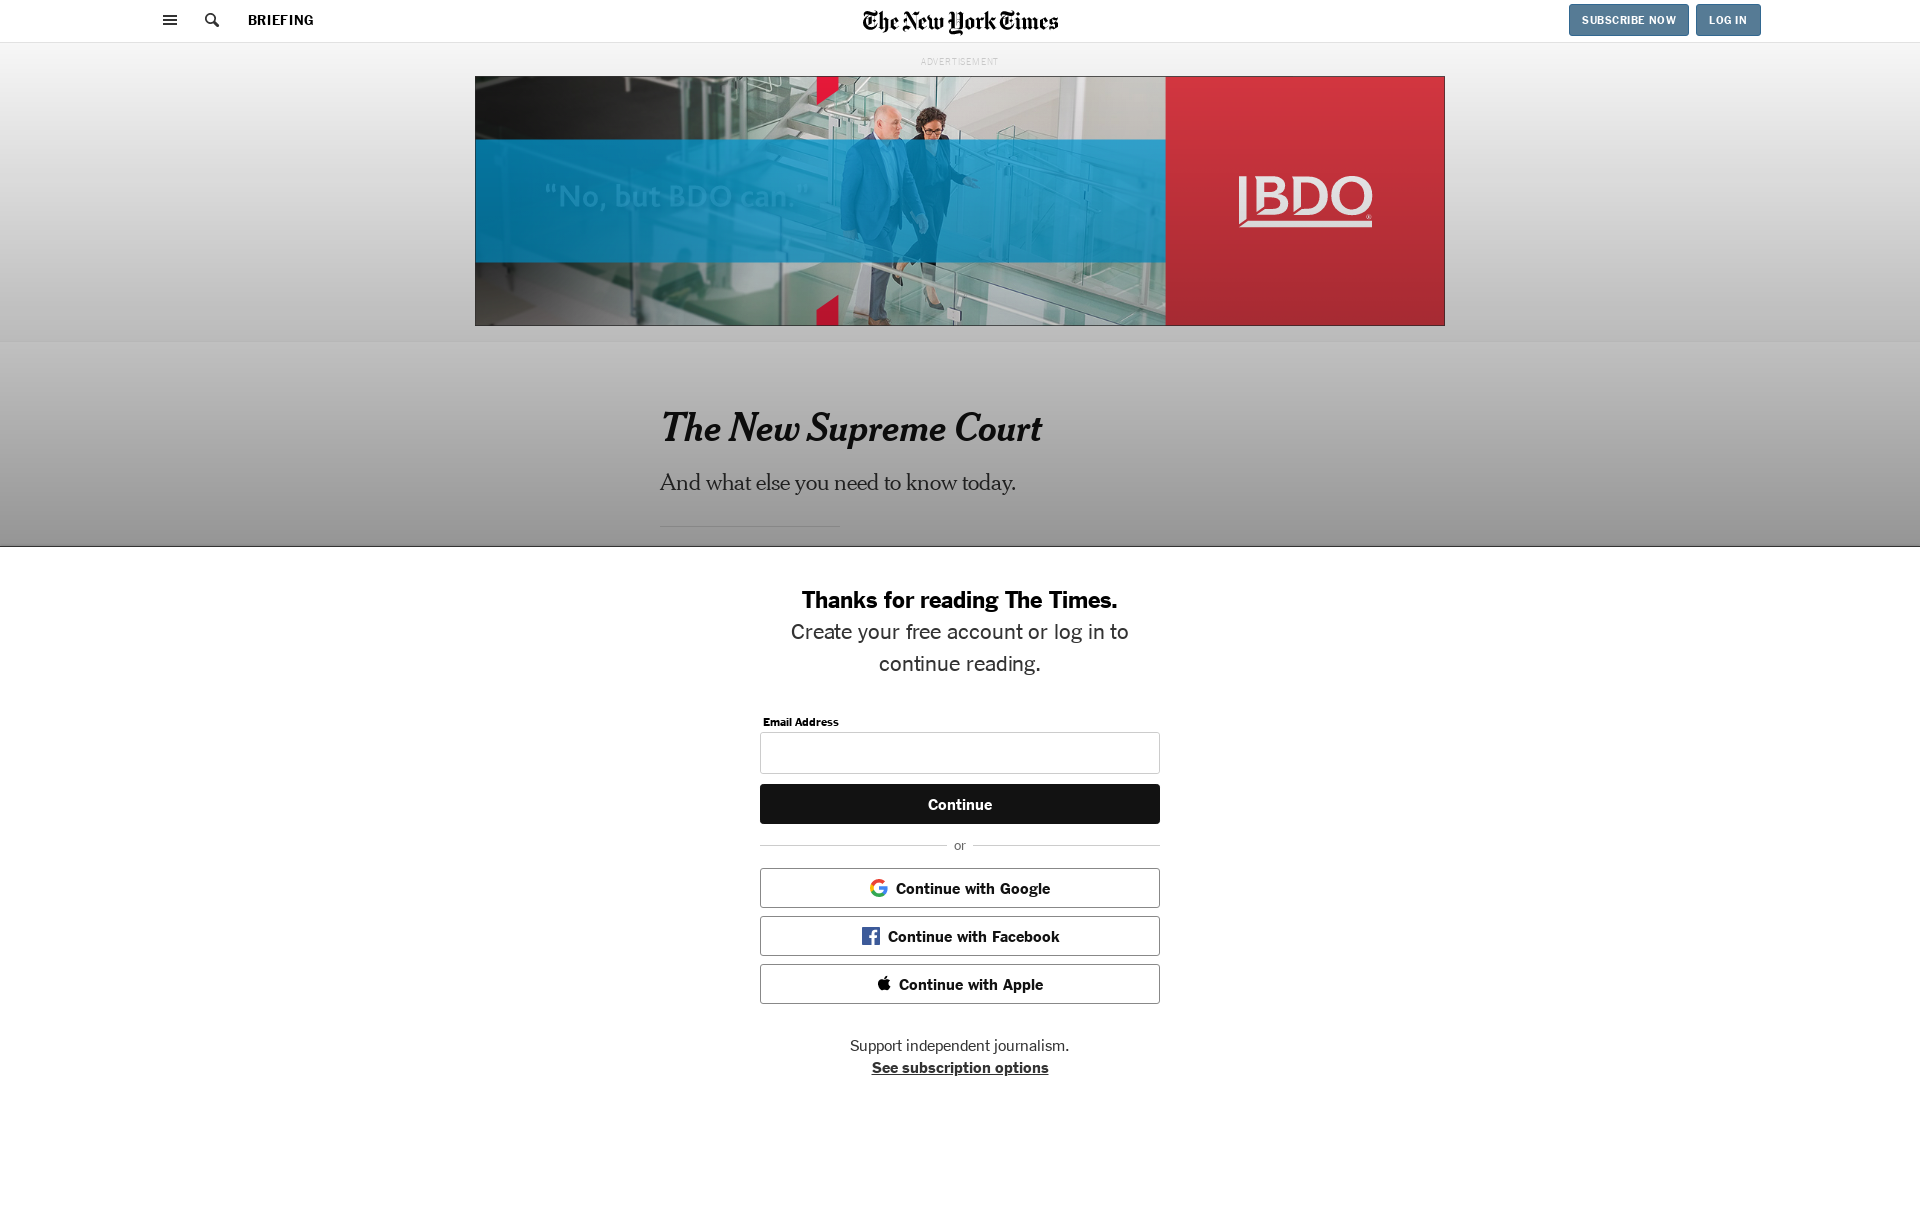 BRIEFING
The New York Times
SUBSCRIBE NOW
LOG IN
ADVERTISEMENT
“No, but BDO can.”
BDO
The New Supreme Court
And what else you need to know today.
Thanks for reading The Times.
Create your free account or log in to
continue reading.
Email Address
Continue
or
Continue with Google
Continue with Facebook
Continue with Apple
Support independent journalism.
See subscription options